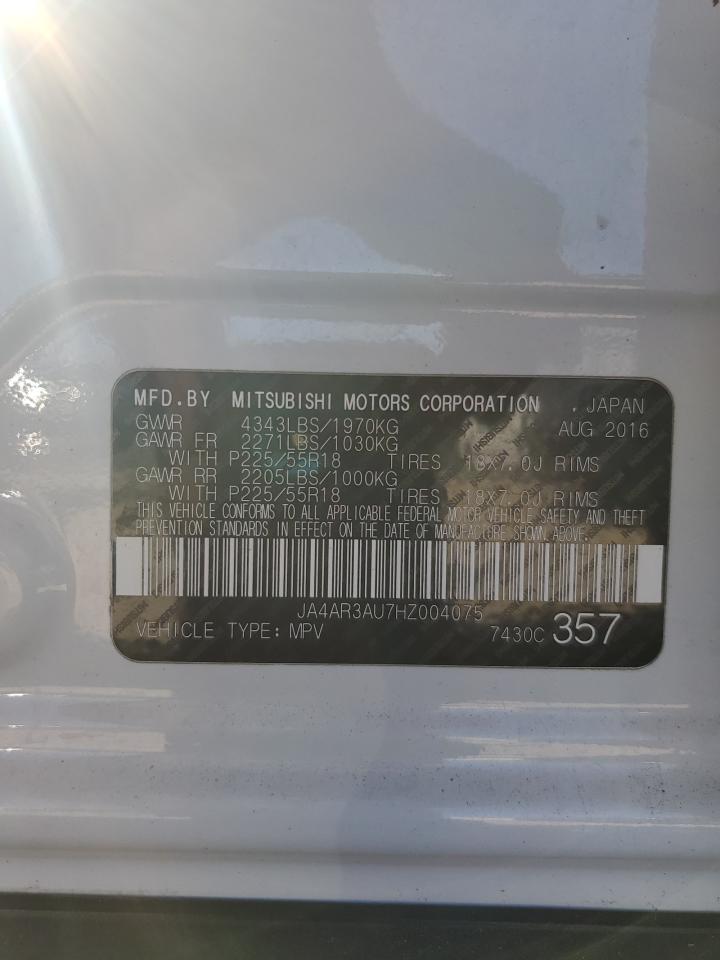 MFD.BY MITSUBISHI MOTORS CORPORATION , JAPAN
GVWR 4343LBS/1970KG AUG 2016
GAWR FR 2271LBS/1030KG
WITH P225/55R18 TIRES 18X7.0J RIMS
GAWR RR 2205LBS/1000KG
WITH P225/55R18 TIRES 18X7.0J RIMS
THIS VEHICLE CONFORMS TO ALL APPLICABLE FEDERAL MOTOR VEHICLE SAFETY AND THEFT
PREVENTION STANDARDS IN EFFECT ON THE DATE OF MANUFACTURE SHOWN ABOVE.
JA4AR3AU7HZ004075
VEHICLE TYPE: MPV 7430C 357